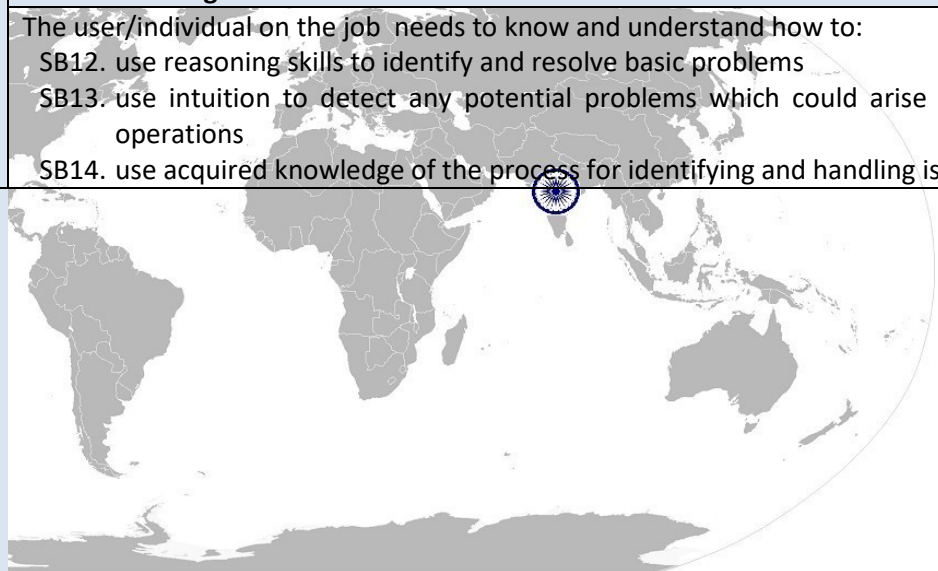 The user/individual on the job needs to know and understand how to:
SB12. use reasoning skills to identify and resolve basic problems
SB13. use intuition to detect any potential problems which could arise
operations
SB14. use acquired knowledge of the process for identifying and handling